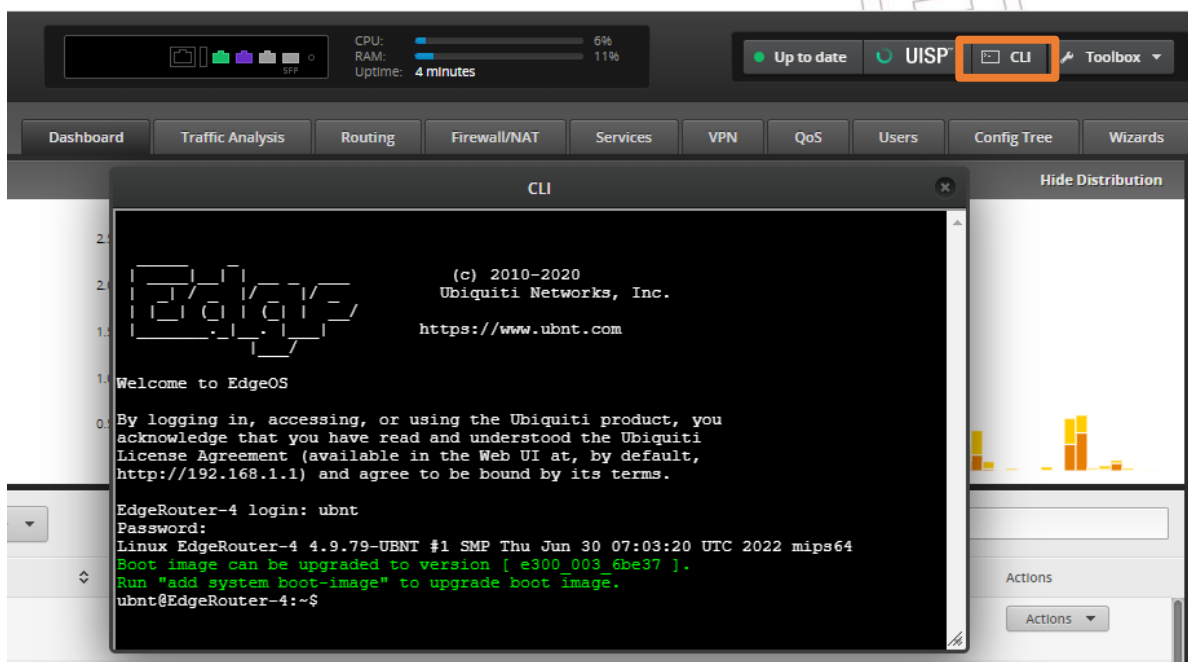 CPU: 6%
RAM: 11%
Uptime: 4 minutes
SFP
Up to date
UISP™
CLI
Toolbox
Dashboard
Traffic Analysis
Routing
Firewall/NAT
Services
VPN
QoS
Users
Config Tree
Wizards
Hide Distribution
CLI
Edge
(c) 2010-2020
Ubiquiti Networks, Inc.
https://www.ubnt.com
Welcome to EdgeOS
By logging in, accessing, or using the Ubiquiti product, you
acknowledge that you have read and understood the Ubiquiti
License Agreement (available in the Web UI at, by default,
http://192.168.1.1) and agree to be bound by its terms.
EdgeRouter-4 login: ubnt
Password:
Linux EdgeRouter-4 4.9.79-UBNT #1 SMP Thu Jun 30 07:03:20 UTC 2022 mips64
Boot image can be upgraded to version [ e300_003_6be37 ].
Run "add system boot-image" to upgrade boot image.
ubnt@EdgeRouter-4:~$
Actions
Actions